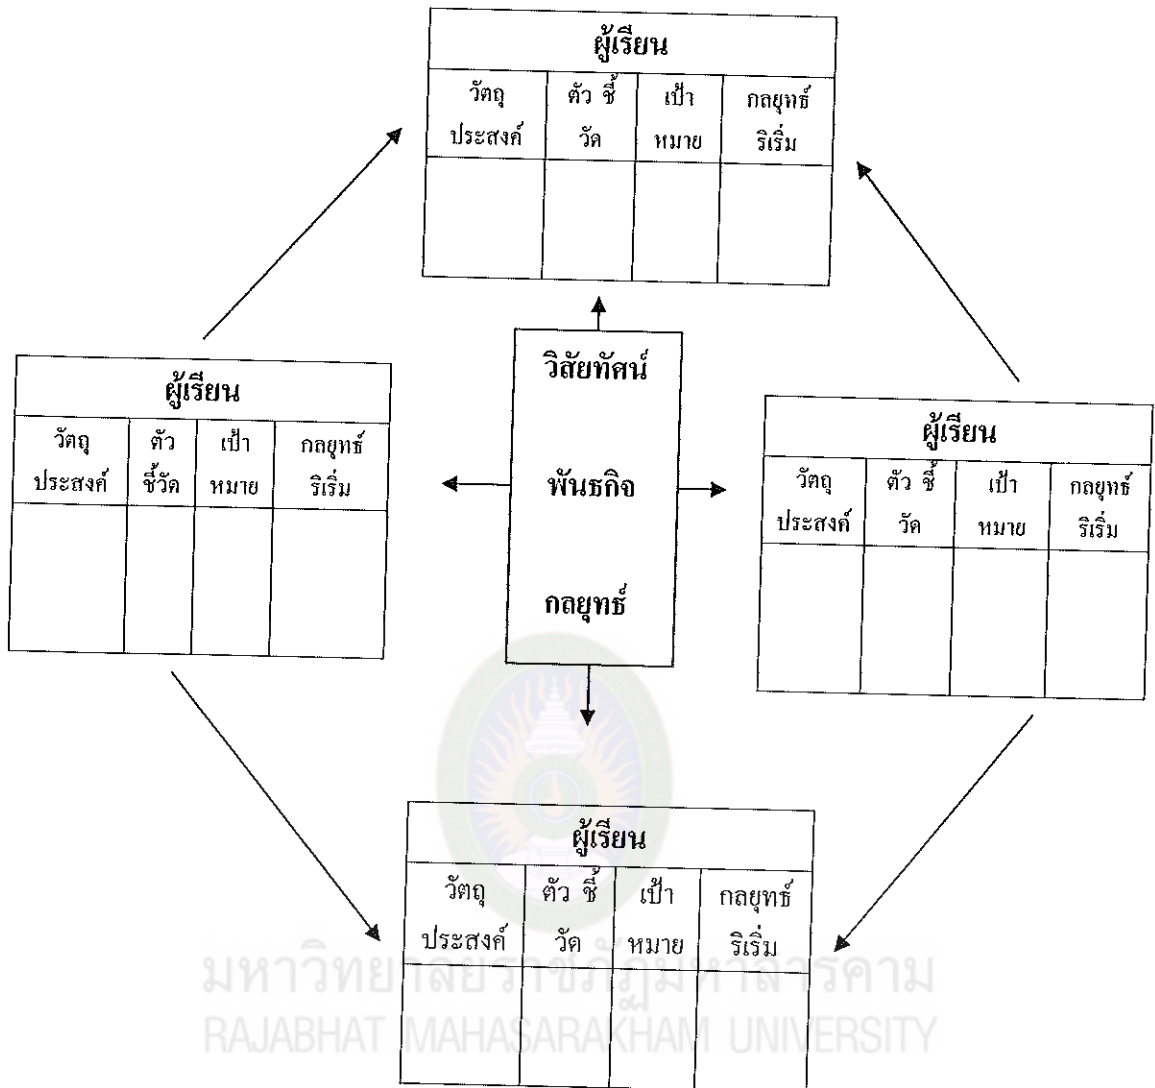 ผู้เรียน
วัตถุ ตัว ชี้ เป้า กลยุทธ์
ประสงค์ วัด หมาย ริเริ่ม
วิสัยทัศน์
พันธกิจ
กลยุทธ์
ผู้เรียน
วัตถุ ตัว เป้า กลยุทธ์
ประสงค์ ชี้วัด หมาย ริเริ่ม
ผู้เรียน
วัตถุ ตัว ชี้ เป้า กลยุทธ์
ประสงค์ วัด หมาย ริเริ่ม
ผู้เรียน
วัตถุ ตัว ชี้ เป้า กลยุทธ์
ประสงค์ วัด หมาย ริเริ่ม
มหาวิทยาลัยราชภัฏมหาสารคาม
RAJABHAT MAHASARAKHAM UNIVERSITY